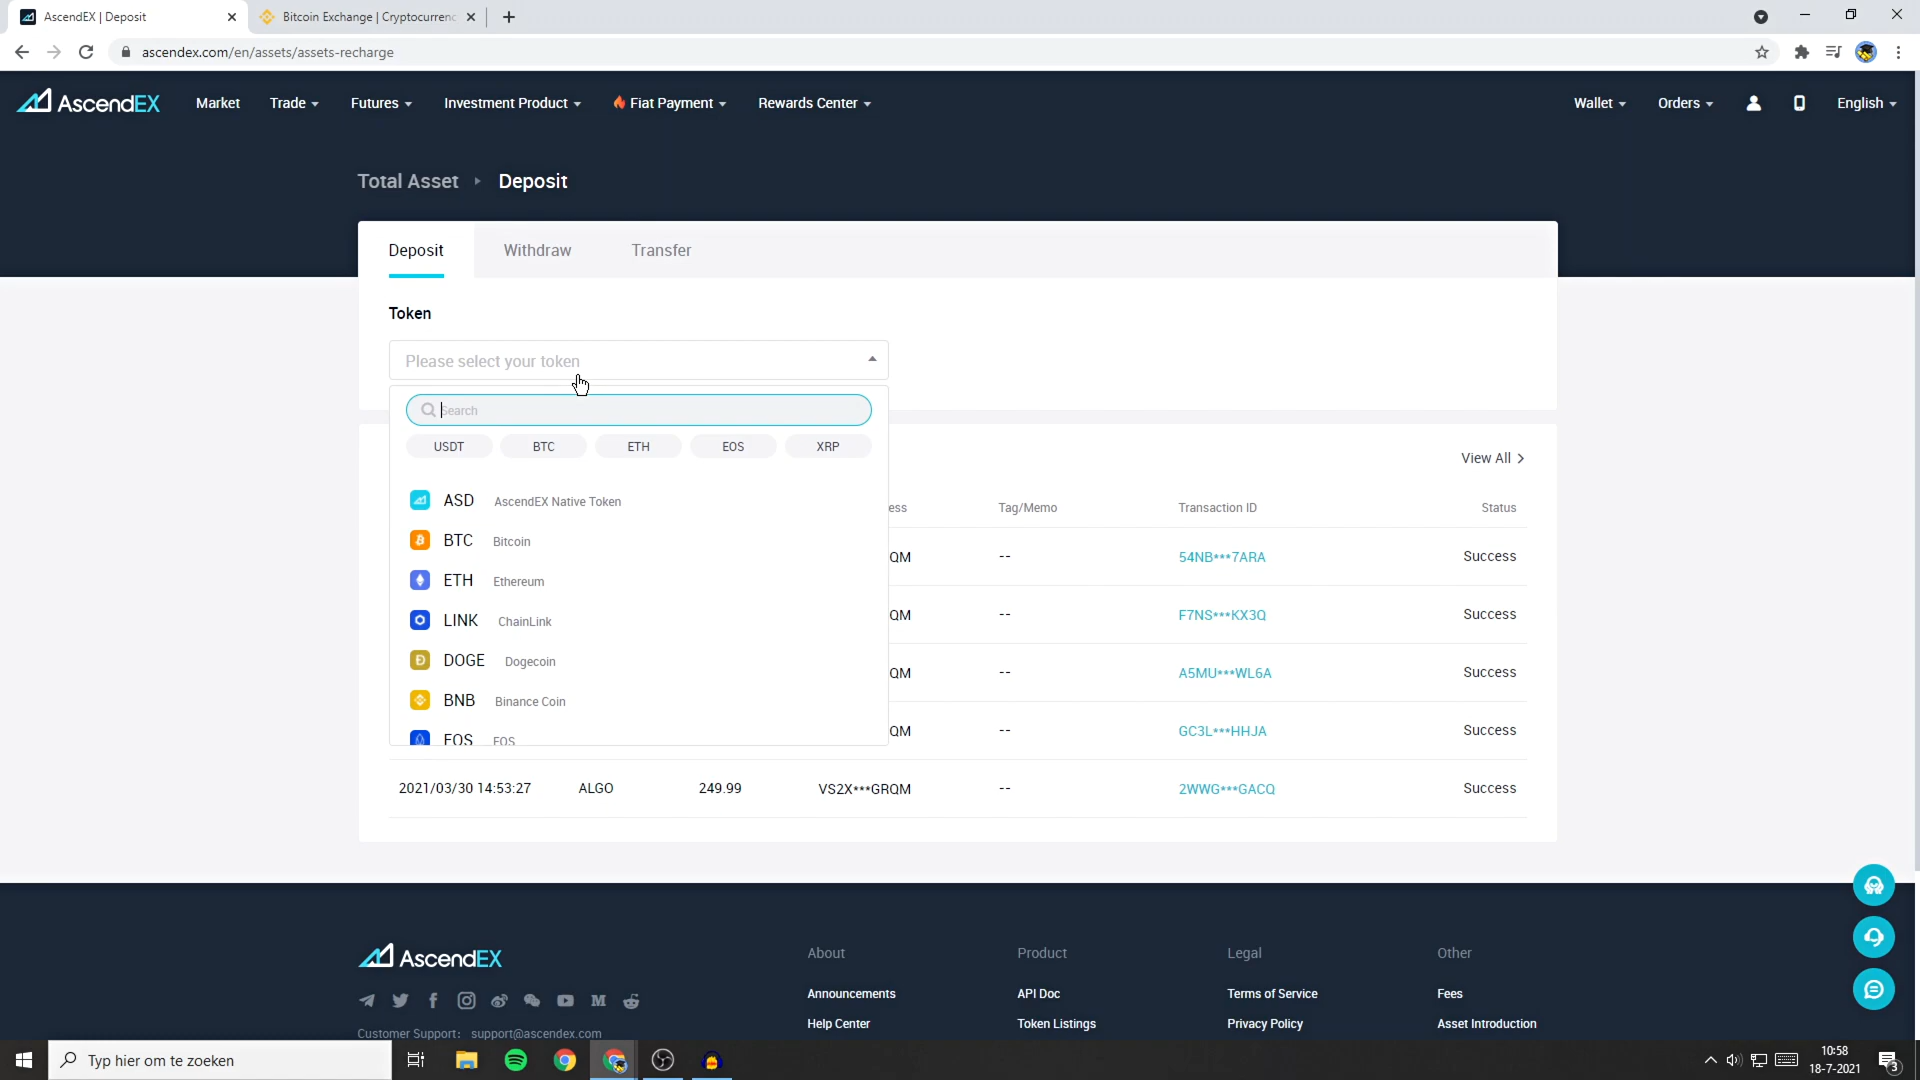 AscendEX | Deposit
Bitcoin Exchange | Cryptocurrenc
ascendex.com/en/assets/assets-recharge
AscendEX Market Trade Futures Investment Product Fiat Payment Rewards Center Wallet Orders English
Total Asset Deposit
Deposit Withdraw Transfer
Token
Please select your token
Search
USDT BTC ETH EOS XRP
View All
ASD AscendEX Native Token
ess Tag/Memo Transaction ID Status
BTC Bitcoin
QM -- 54NB***7ARA Success
ETH Ethereum
LINK ChainLink
QM -- F7NS***KX3Q Success
DOGE Dogecoin
QM -- A5MU***WL6A Success
BNB Binance Coin
QM -- GC3L***HHJA Success
EOS EOS
2021/03/30 14:53:27 ALGO 249.99 VS2X***GRQM -- 2WWG***GACQ Success
AscendEX
About Product Legal Other
Announcements API Doc Terms of Service Fees
Help Center Token Listings Privacy Policy Asset Introduction
Customer Support: support@ascendex.com
Typ hier om te zoeken
10:58
18-7-2021
3